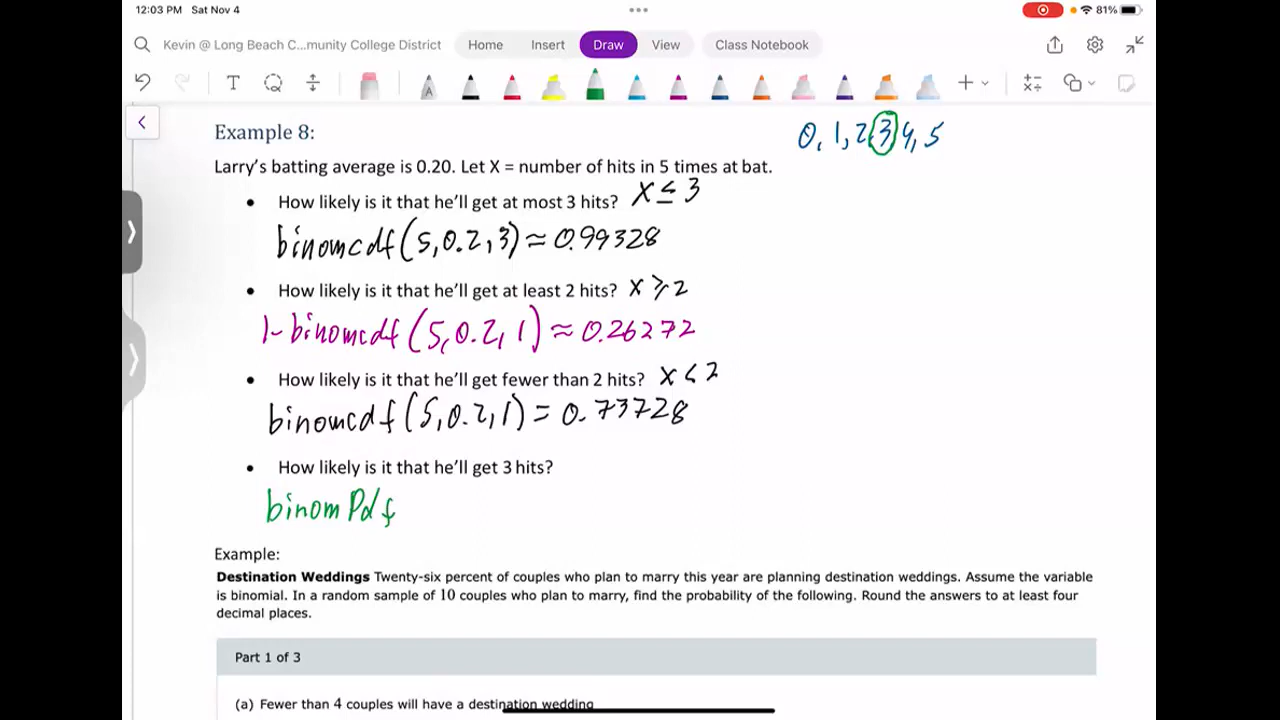 12:03 PM Sat Nov 4
81%
Kevin @ Long Beach C...munity College District Home Insert Draw View Class Notebook
Example 8:
0, 1, 2, 3, 4, 5
Larry's batting average is 0.20. Let X = number of hits in 5 times at bat.
• How likely is it that he'll get at most 3 hits? X ≤ 3
binomcdf(5,0.2,3) ≈ 0.99328
• How likely is it that he'll get at least 2 hits? X ≥ 2
1-binomcdf(5,0.2,1) ≈ 0.26272
• How likely is it that he'll get fewer than 2 hits? X < 2
binomcdf(5,0.2,1) = 0.73728
• How likely is it that he'll get 3 hits?
binomPdf
Example:
Destination Weddings Twenty-six percent of couples who plan to marry this year are planning destination weddings. Assume the variable
is binomial. In a random sample of 10 couples who plan to marry, find the probability of the following. Round the answers to at least four
decimal places.
Part 1 of 3
(a) Fewer than 4 couples will have a destination wedding